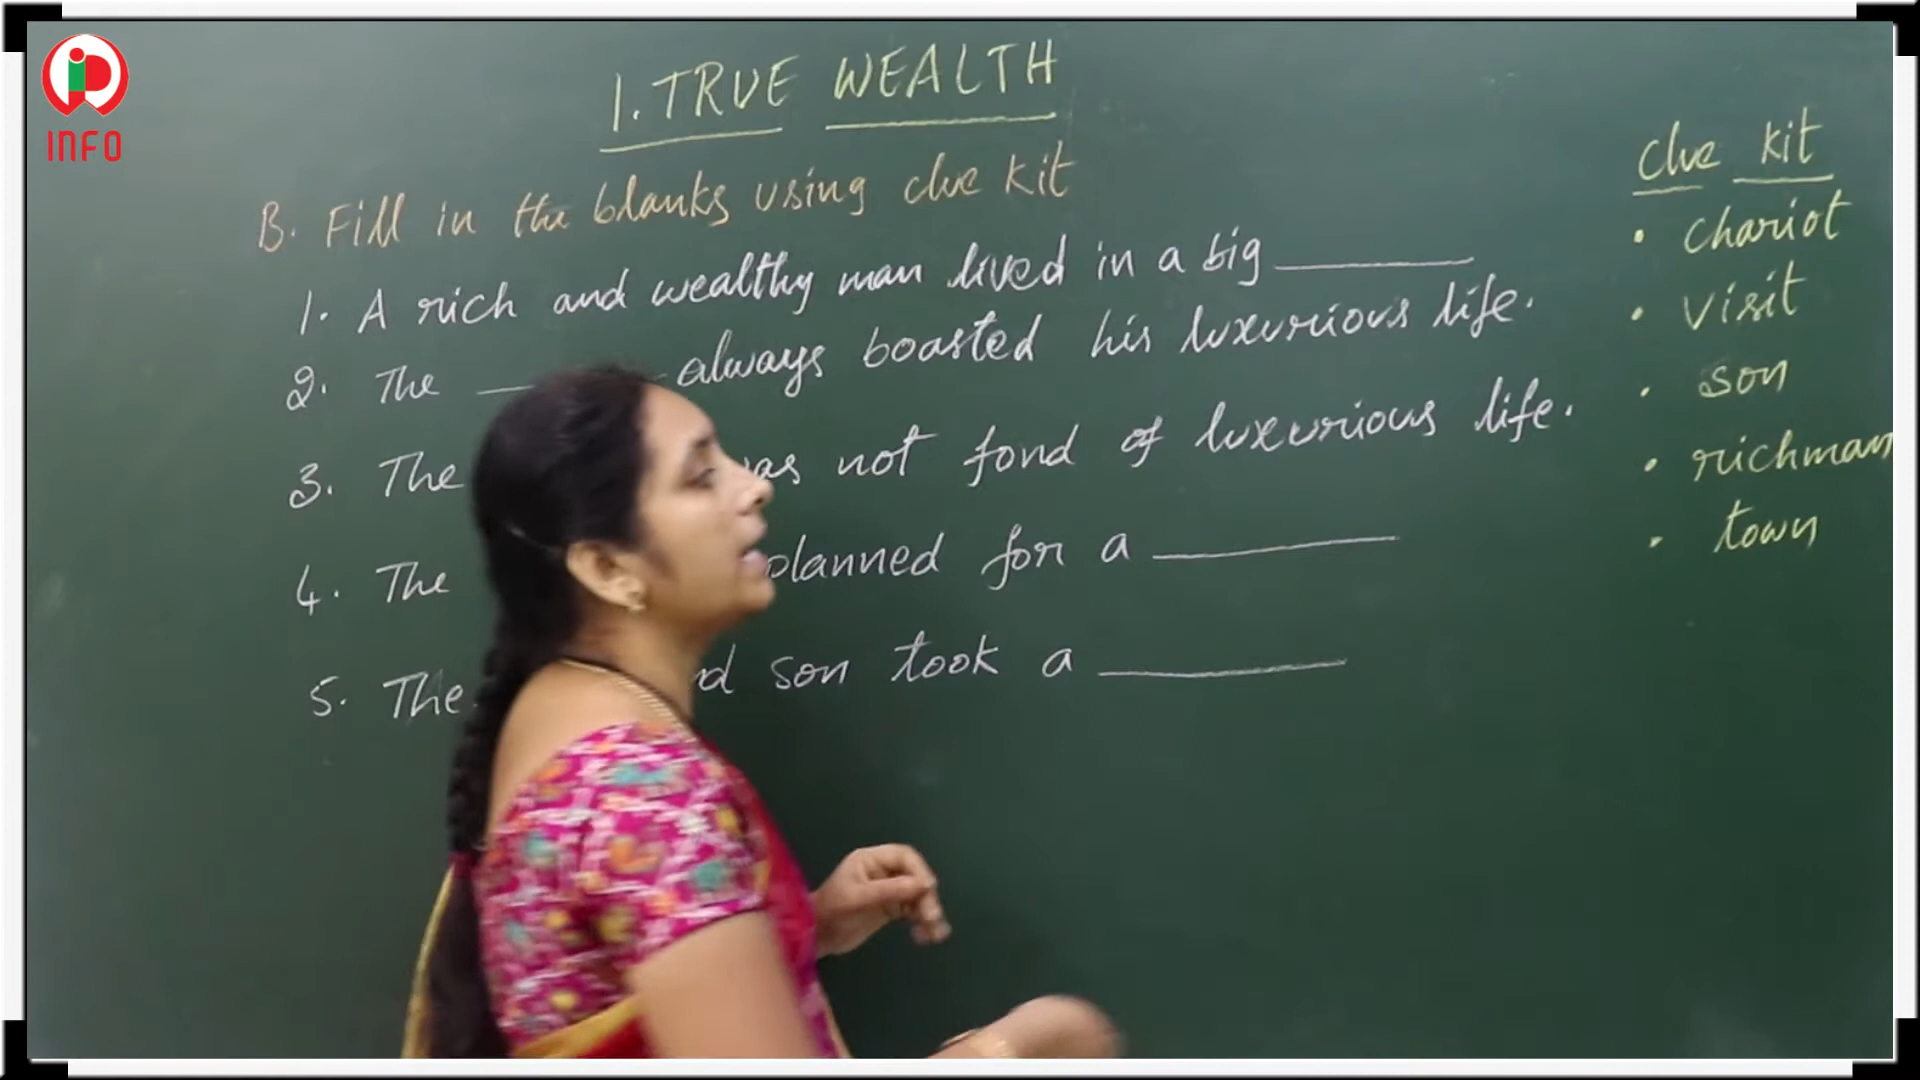 INFO
1. TRUE WEALTH
B. Fill in the blanks using clue kit
1. A rich and wealthy man lived in a big ______
2. The ______ always boasted his luxurious life.
3. The was not fond of luxurious life.
4. The planned for a ______
5. The son took a ______
clue kit
• chariot
• visit
• son
• richman
• town